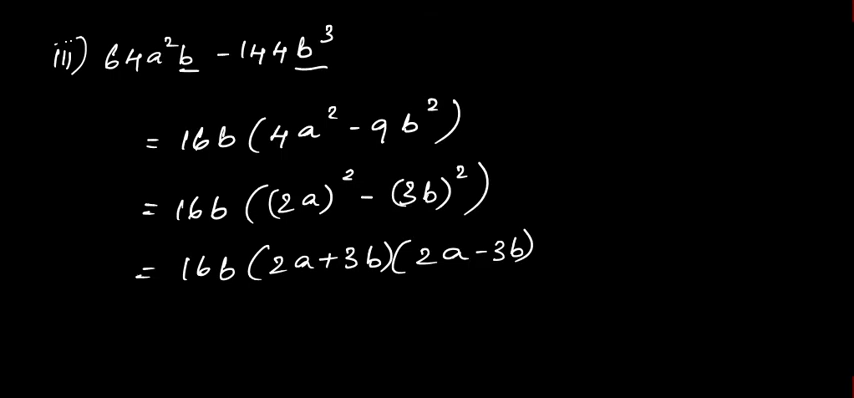 iii) 64a²b - 144b³
= 16b(4a² - 9b²)
= 16b((2a)² - (3b)²)
= 16b(2a+3b)(2a-3b)